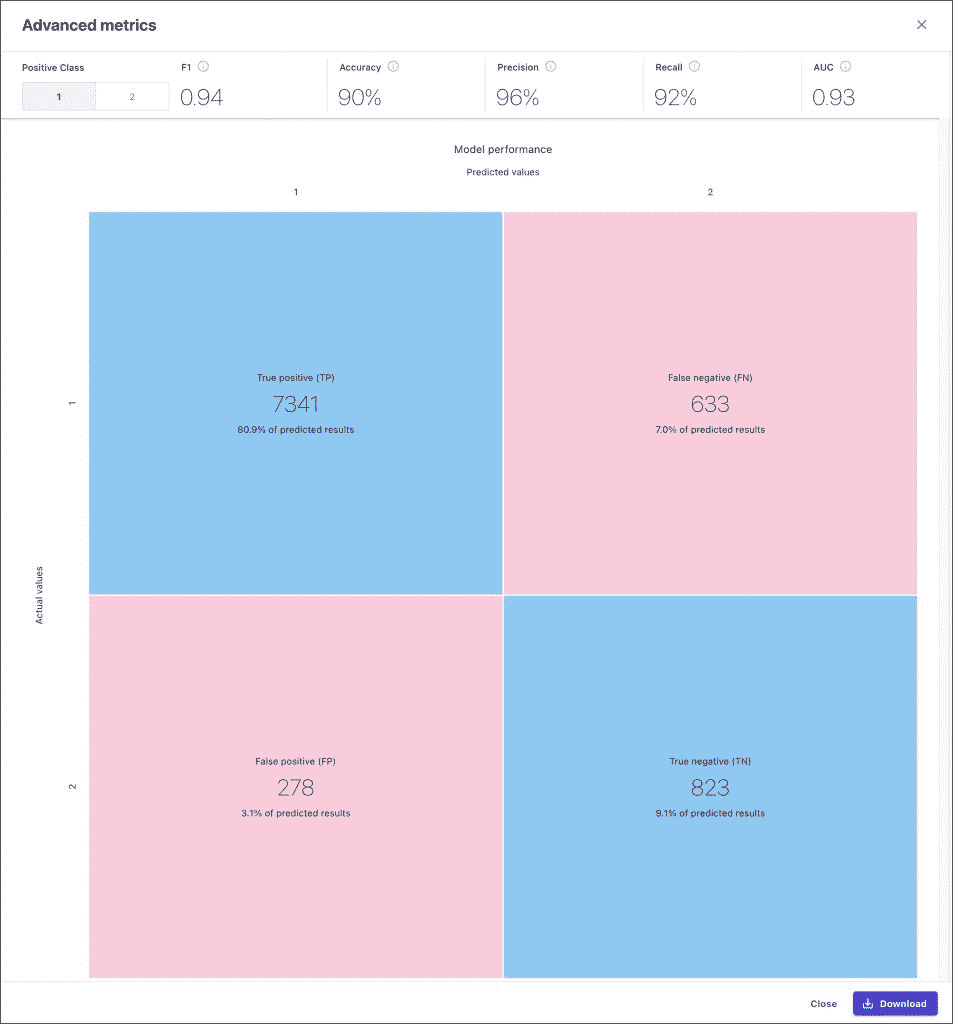 Advanced metrics
Positive Class
1 2
F1
0.94
Accuracy
90%
Precision
96%
Recall
92%
AUC
0.93
Model performance
Predicted values
1 2
Actual values
1
True positive (TP)
7341
80.9% of predicted results
False negative (FN)
633
7.0% of predicted results
2
False positive (FP)
278
3.1% of predicted results
True negative (TN)
823
9.1% of predicted results
Close
Download